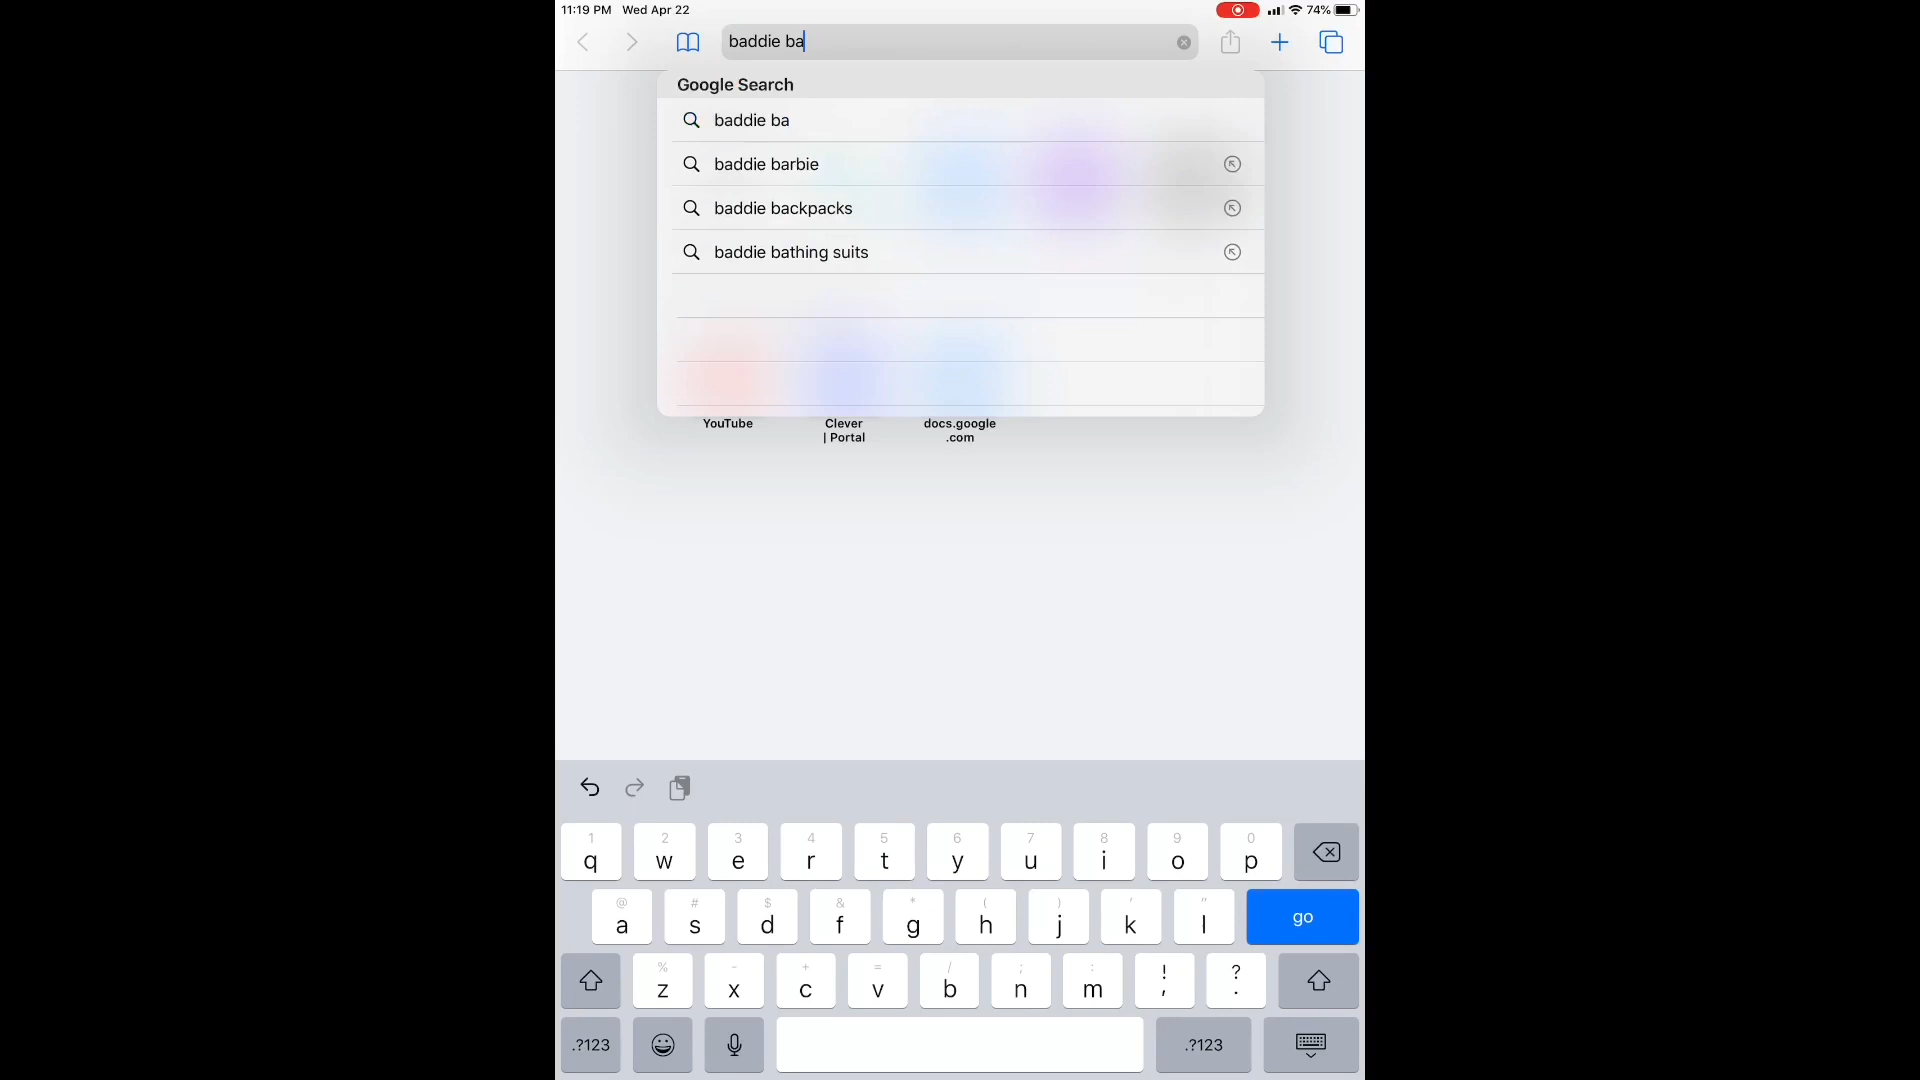 11:19 PM Wed Apr 22 74%
baddie ba
Google Search
baddie ba
baddie barbie
baddie backpacks
baddie bathing suits
YouTube
Clever | Portal
docs.google.com
1 2 3 4 5 6 7 8 9 0
q w e r t y u i o p
@ # $ & * ( ) ' "
a s d f g h j k l go
% - + = / ; : ! ?
z x c v b n m , .
.?123 .?123